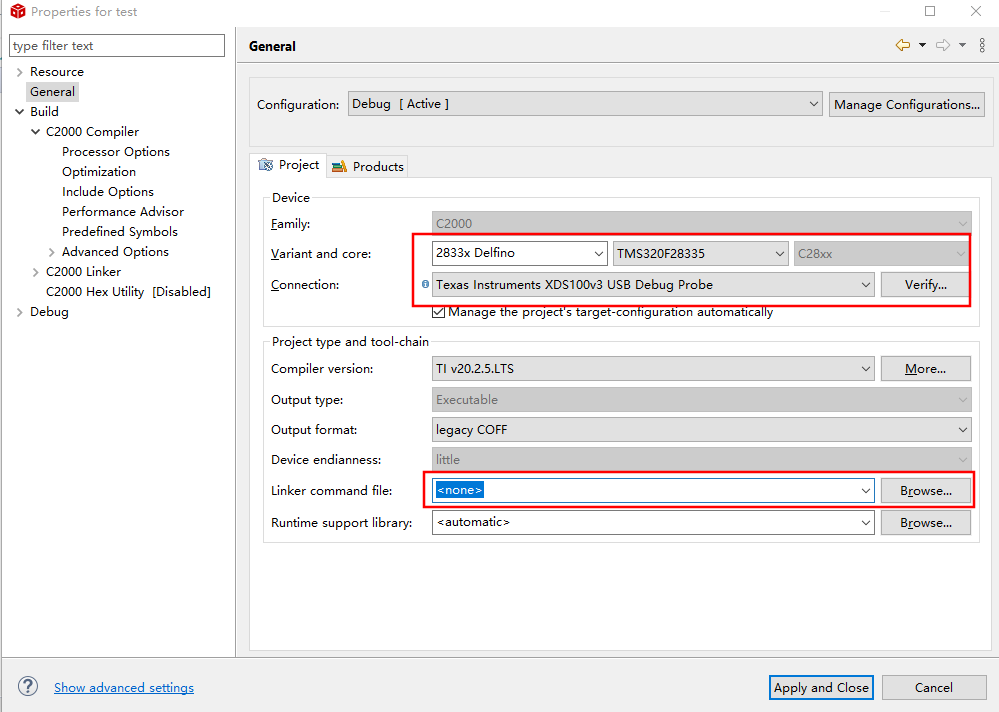 Properties for test
type filter text
General
Resource
General
Build
C2000 Compiler
Processor Options
Optimization
Include Options
Performance Advisor
Predefined Symbols
Advanced Options
C2000 Linker
C2000 Hex Utility [Disabled]
Debug
Configuration: Debug [ Active ] Manage Configurations...
Project Products
Device
Family: C2000
Variant and core: 2833x Delfino TMS320F28335 C28xx
Connection: Texas Instruments XDS100v3 USB Debug Probe Verify...
Manage the project's target-configuration automatically
Project type and tool-chain
Compiler version: TI v20.2.5.LTS More...
Output type: Executable
Output format: legacy COFF
Device endianness: little
Linker command file: <none> Browse...
Runtime support library: <automatic> Browse...
Show advanced settings
Apply and Close Cancel